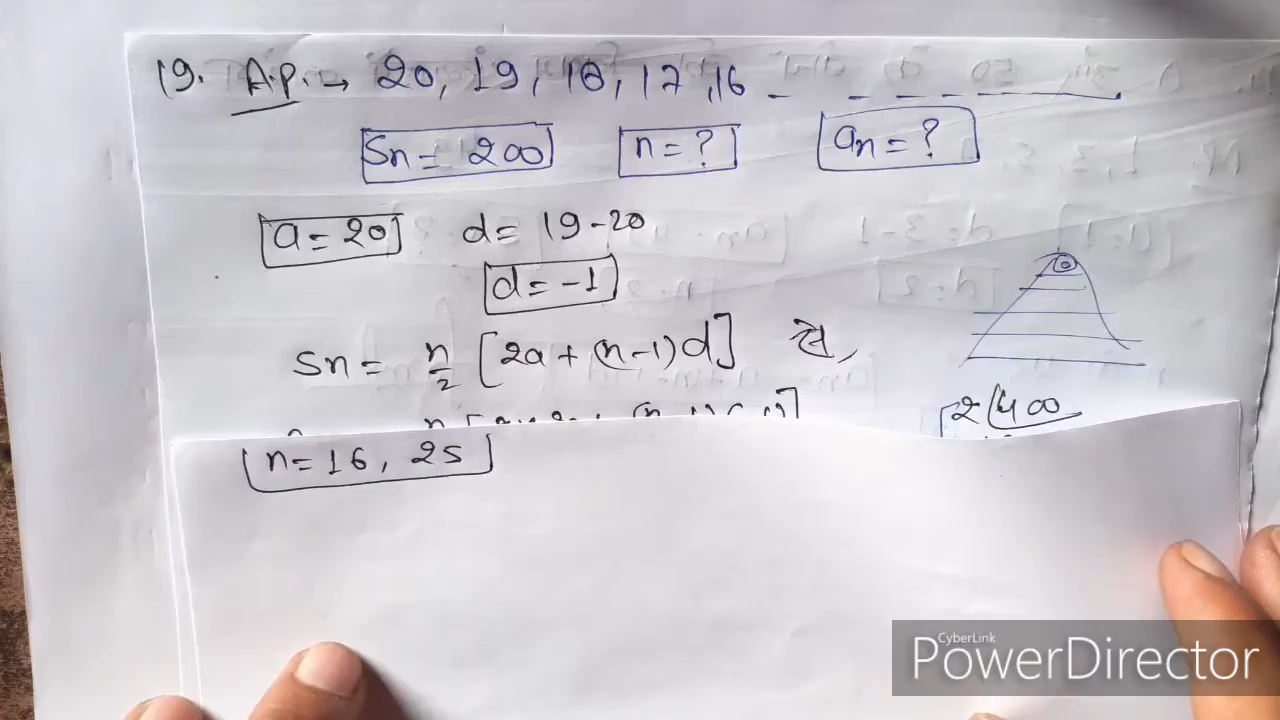 19. A.P. → 20, 19, 18, 17, 16
Sn = 200 n = ? an = ?
a = 20 d = 19 - 20
d = -1
Sn = n/2 [2a + (n-1)d] से,
2 400
n = 16, 25
CyberLink
PowerDirector